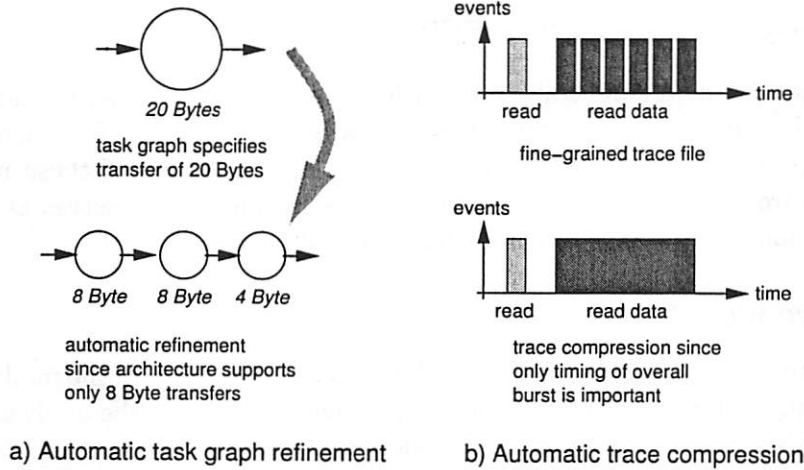 20 Bytes
task graph specifies
transfer of 20 Bytes
8 Byte 8 Byte 4 Byte
automatic refinement
since architecture supports
only 8 Byte transfers
a) Automatic task graph refinement
events
time
read read data
fine-grained trace file
events
time
read read data
trace compression since
only timing of overall
burst is important
b) Automatic trace compression